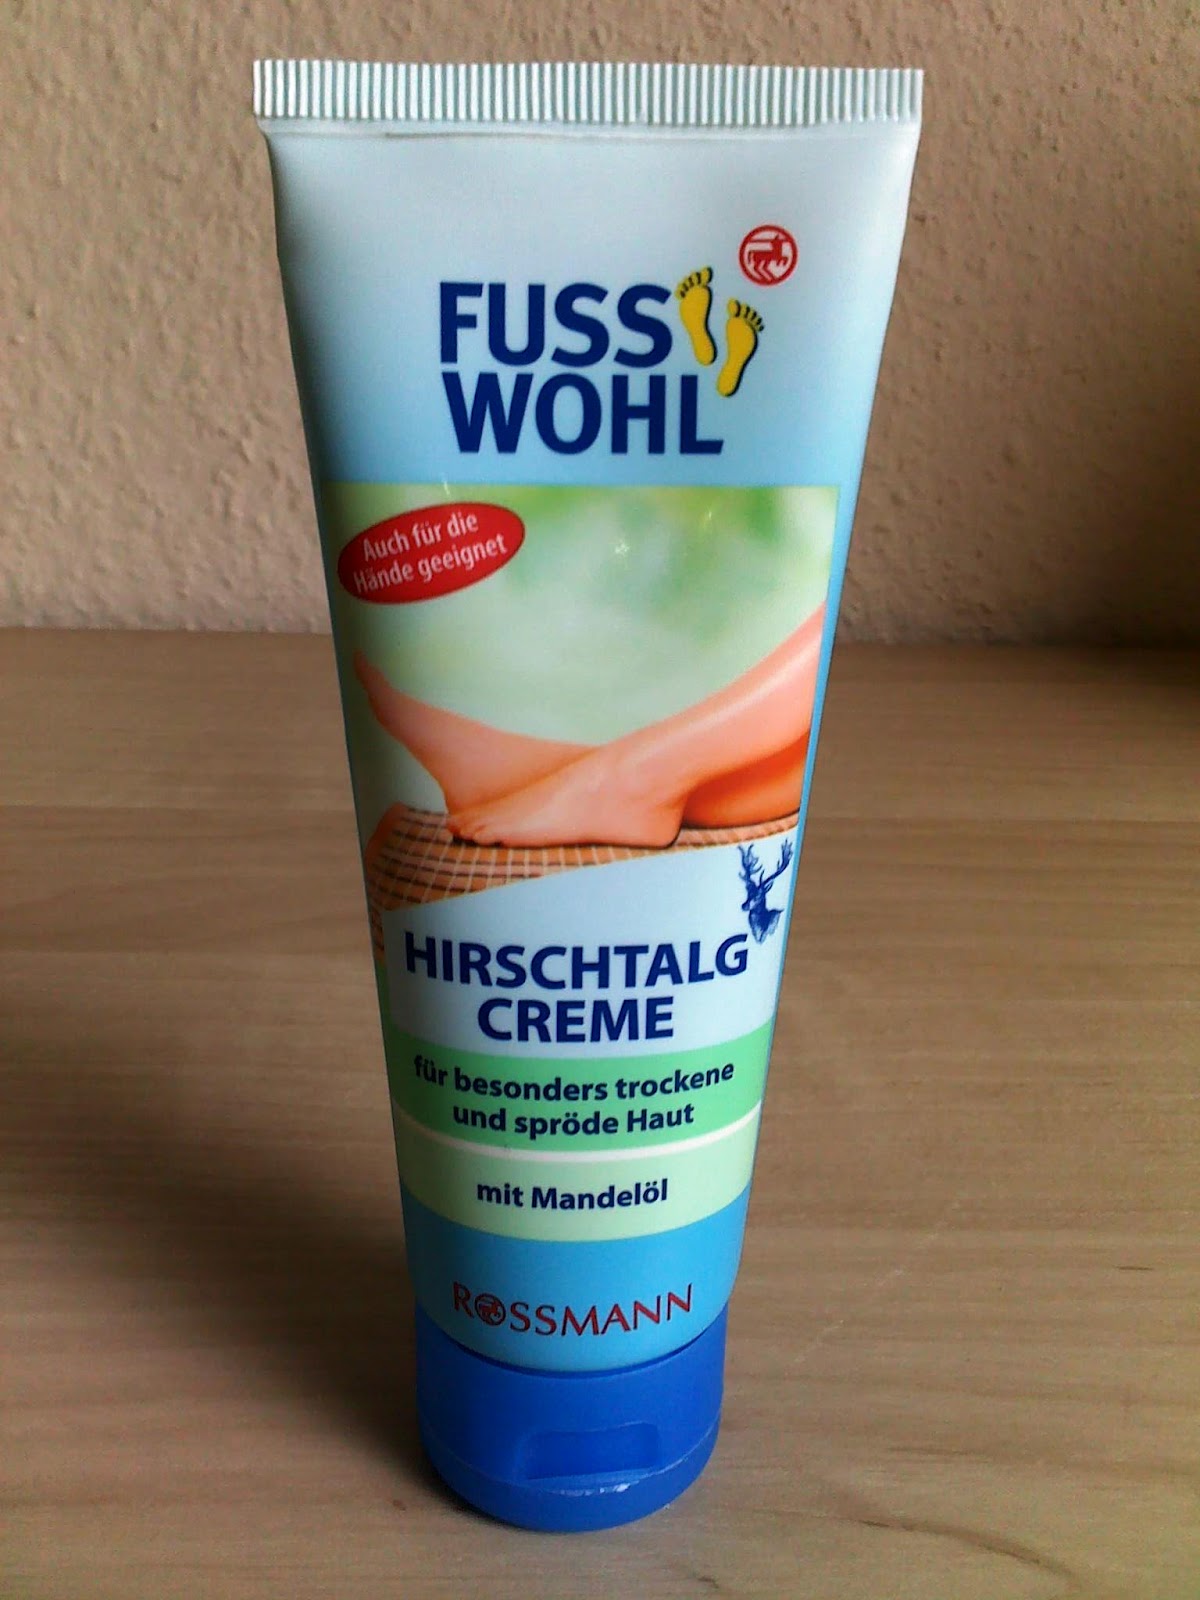 FUSS
WOHL
Auch für die
Hände geeignet
HIRSCHTALG
CREME
für besonders trockene
und spröde Haut
mit Mandelöl
ROSSMANN